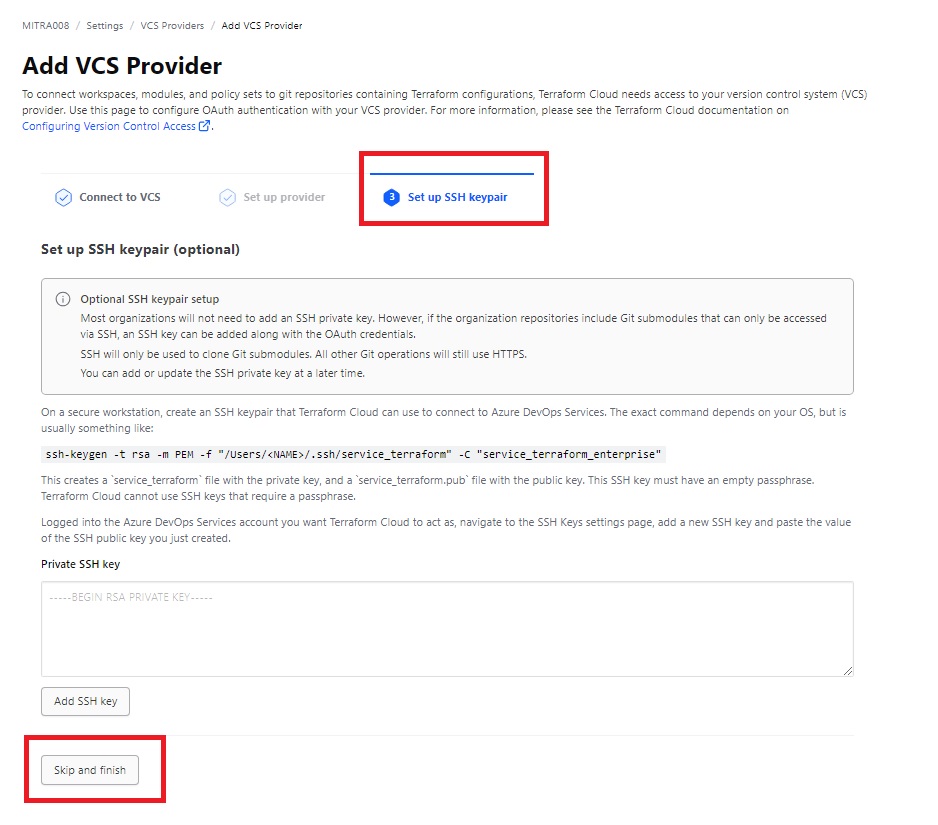 MITRA008 / Settings / VCS Providers / Add VCS Provider
Add VCS Provider
To connect workspaces, modules, and policy sets to git repositories containing Terraform configurations, Terraform Cloud needs access to your version control system (VCS)
provider. Use this page to configure OAuth authentication with your VCS provider. For more information, please see the Terraform Cloud documentation on
Configuring Version Control Access.
Connect to VCS
Set up provider
3 Set up SSH keypair
Set up SSH keypair (optional)
Optional SSH keypair setup
Most organizations will not need to add an SSH private key. However, if the organization repositories include Git submodules that can only be accessed
via SSH, an SSH key can be added along with the OAuth credentials.
SSH will only be used to clone Git submodules. All other Git operations will still use HTTPS.
You can add or update the SSH private key at a later time.
On a secure workstation, create an SSH keypair that Terraform Cloud can use to connect to Azure DevOps Services. The exact command depends on your OS, but is
usually something like:
ssh-keygen -t rsa -m PEM -f "/Users/<NAME>/.ssh/service_terraform" -C "service_terraform_enterprise"
This creates a `service_terraform` file with the private key, and a `service_terraform.pub` file with the public key. This SSH key must have an empty passphrase.
Terraform Cloud cannot use SSH keys that require a passphrase.
Logged into the Azure DevOps Services account you want Terraform Cloud to act as, navigate to the SSH Keys settings page, add a new SSH key and paste the value
of the SSH public key you just created.
Private SSH key
-----BEGIN RSA PRIVATE KEY-----
Add SSH key
Skip and finish